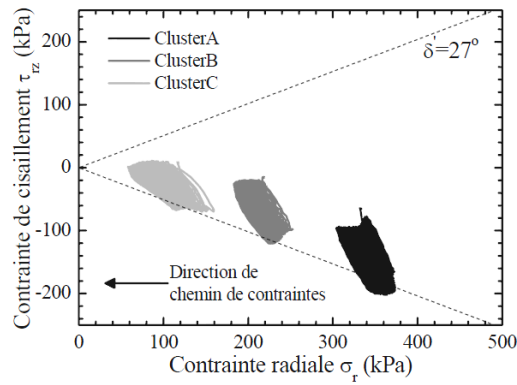 Contrainte de cisaillement τrz (kPa)
200
100
0
-100
-200
ClusterA
ClusterB
ClusterC
δ'=27°
Direction de
chemin de contraintes
0
100
200
300
400
500
Contrainte radiale σr (kPa)